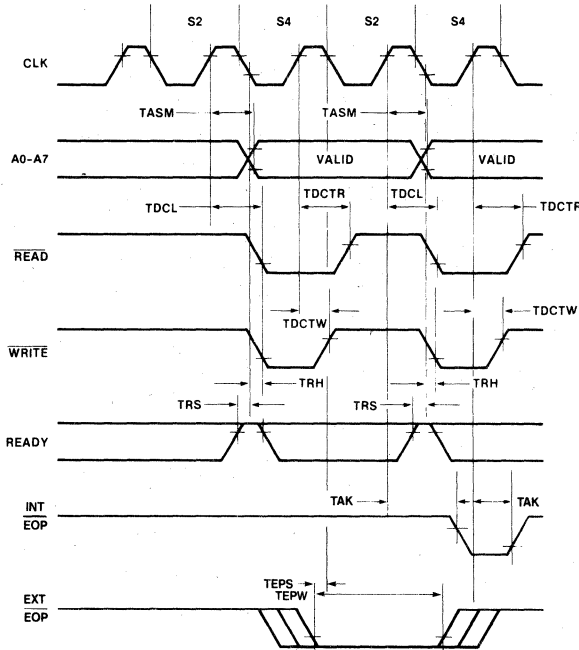 S2 S4 S2 S4
CLK
TASM TASM
A0-A7 VALID VALID
TDCTR TDCL
TDCL TDCTR
READ
TDCTW TDCTW
WRITE
TRH TRH
TRS TRS
READY
TAK TAK
INT
EOP
TEPS
TEPW
EXT
EOP